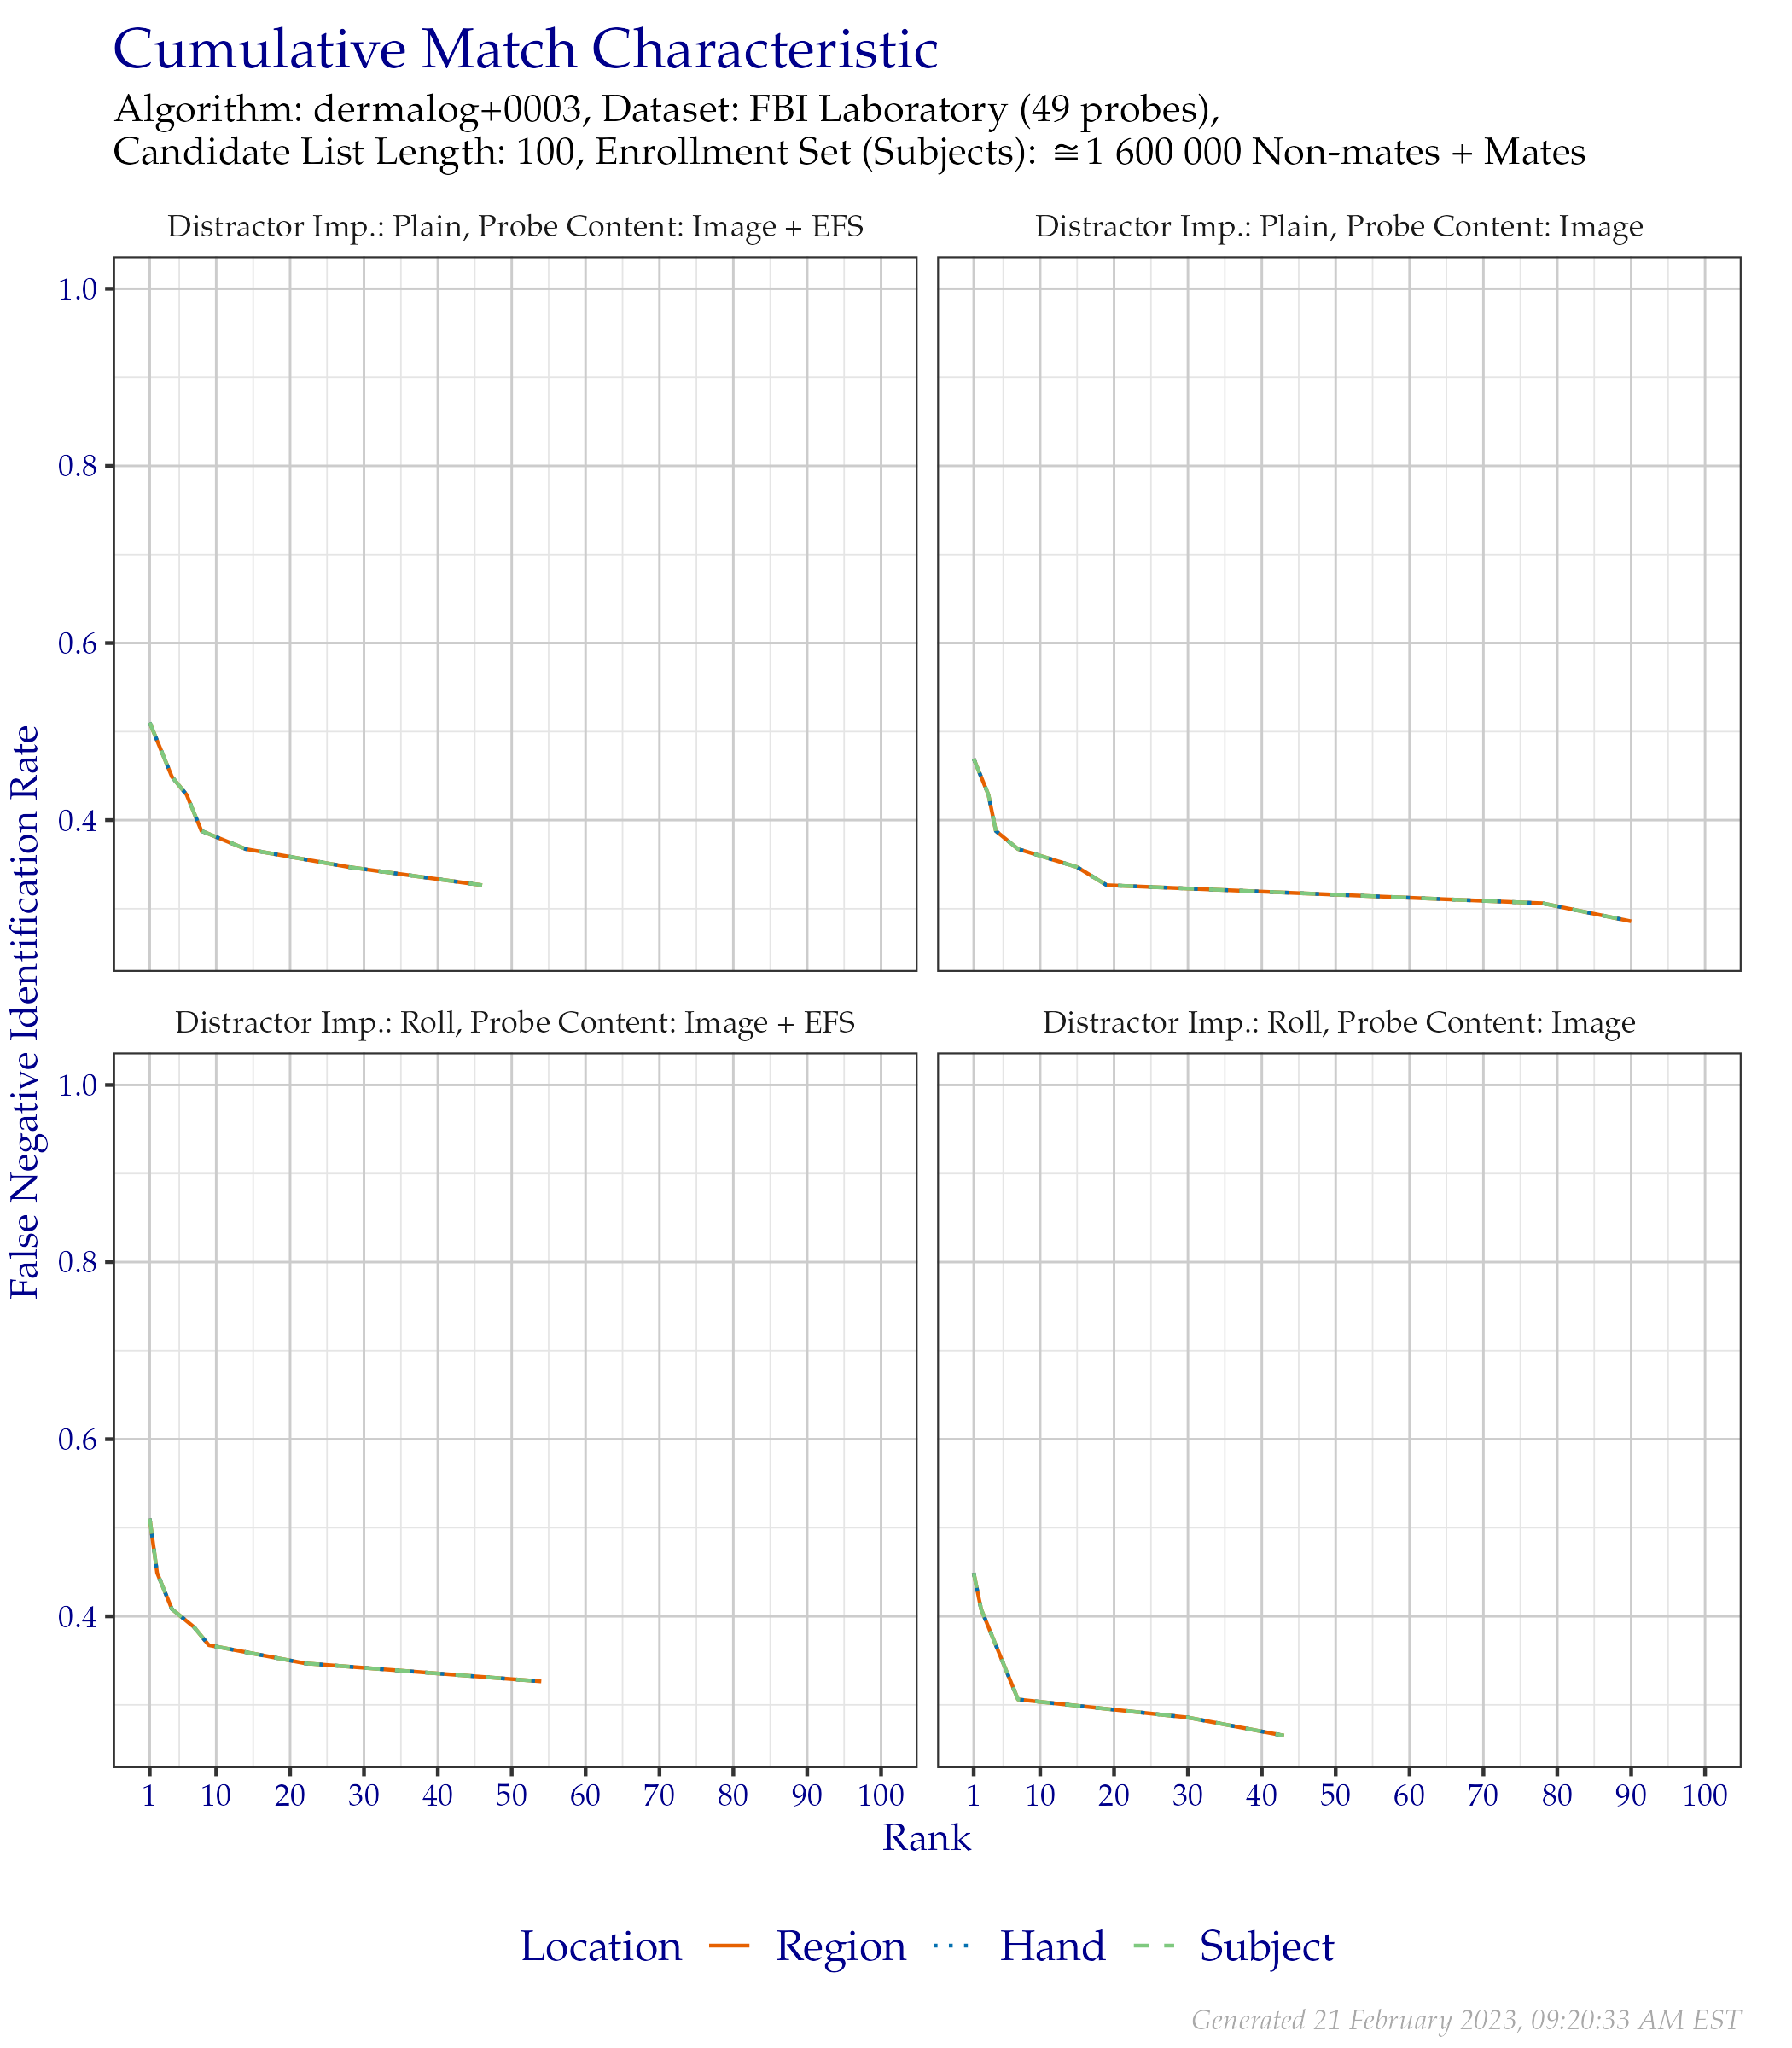 Cumulative Match Characteristic
Algorithm: dermalog+0003, Dataset: FBI Laboratory (49 probes),
Candidate List Length: 100, Enrollment Set (Subjects): ≅1 600 000 Non-mates + Mates
Distractor Imp.: Plain, Probe Content: Image + EFS
Distractor Imp.: Plain, Probe Content: Image
1.0
0.8
0.6
0.4
False Negative Identification Rate
Distractor Imp.: Roll, Probe Content: Image + EFS
Distractor Imp.: Roll, Probe Content: Image
1.0
0.8
0.6
0.4
1 10 20 30 40 50 60 70 80 90 100
1 10 20 30 40 50 60 70 80 90 100
Rank
Location Region Hand Subject
Generated 21 February 2023, 09:20:33 AM EST